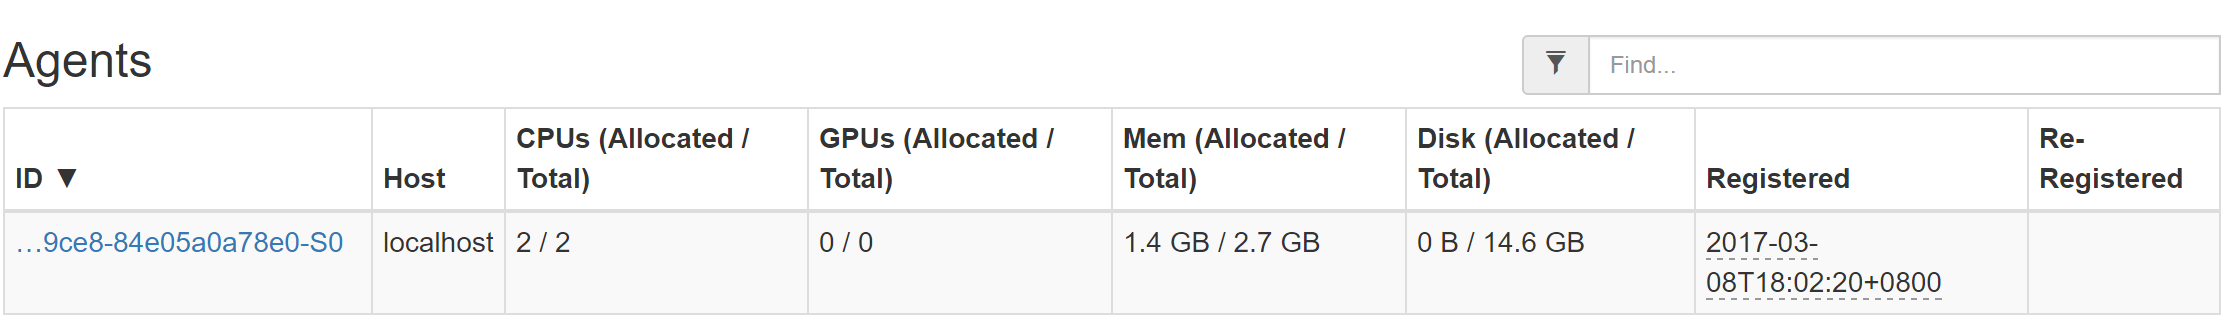 Agents
Find...
ID ▼ Host CPUs (Allocated / Total) GPUs (Allocated / Total) Mem (Allocated / Total) Disk (Allocated / Total) Registered Re-Registered
…9ce8-84e05a0a78e0-S0 localhost 2 / 2 0 / 0 1.4 GB / 2.7 GB 0 B / 14.6 GB 2017-03-08T18:02:20+0800